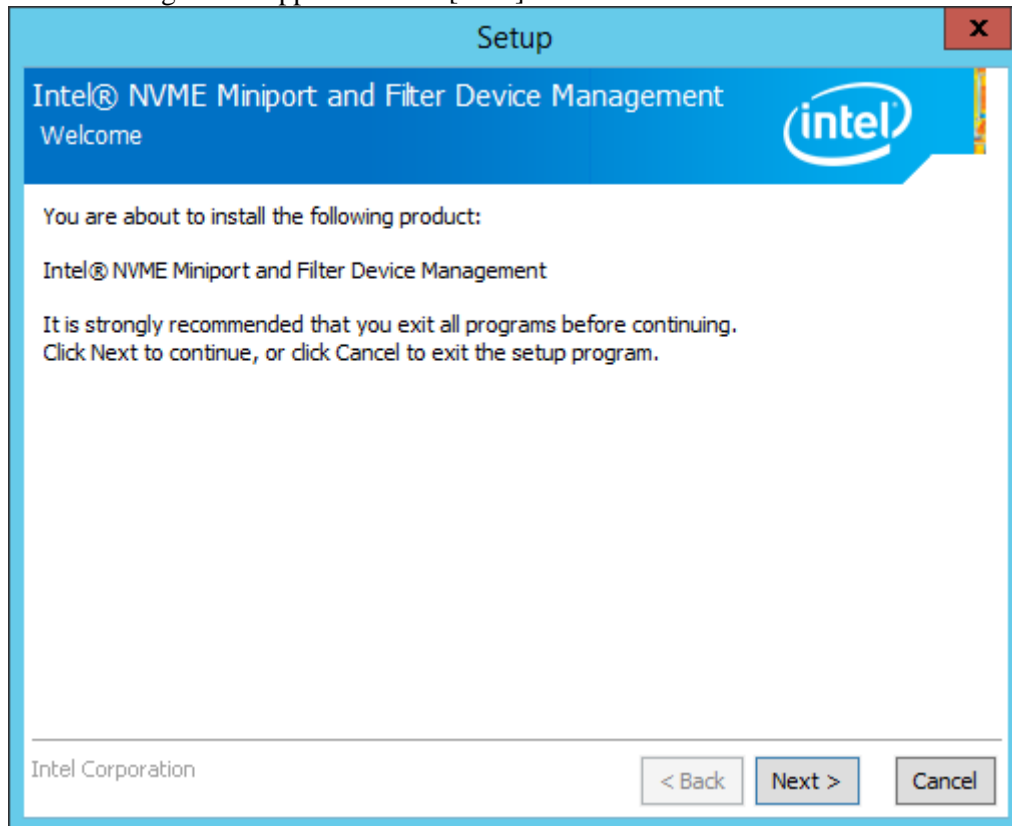 Setup
x
Intel® NVME Miniport and Filter Device Management
Welcome
intel
You are about to install the following product:
Intel® NVME Miniport and Filter Device Management
It is strongly recommended that you exit all programs before continuing.
Click Next to continue, or click Cancel to exit the setup program.
Intel Corporation
< Back Next > Cancel